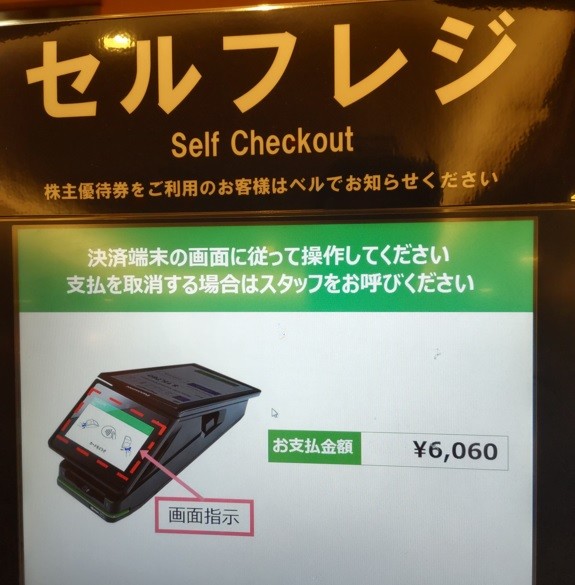 セルフレジ
Self Checkout
株主優待券をご利用のお客様はベルでお知らせください
決済端末の画面に従って操作してください
支払を取消する場合はスタッフをお呼びください
お支払金額 ¥6,060
画面指示